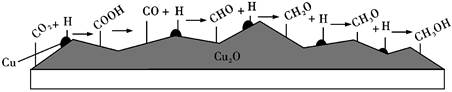 CO₂+ H → COOH → CO + H → CHO + H → CH₂O + H → CH₃O + H → CH₃OH
Cu
Cu₂O